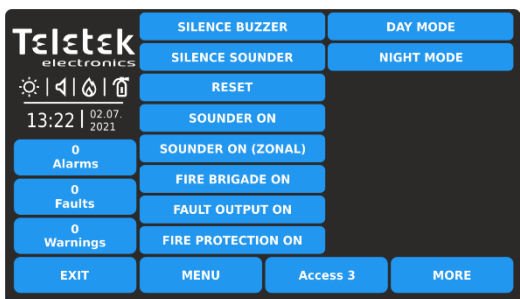 Teletek
electronics
13:22
02.07.
2021
0
Alarms
0
Faults
0
Warnings
SILENCE BUZZER
SILENCE SOUNDER
RESET
SOUNDER ON
SOUNDER ON (ZONAL)
FIRE BRIGADE ON
FAULT OUTPUT ON
FIRE PROTECTION ON
DAY MODE
NIGHT MODE
EXIT
MENU
Access 3
MORE